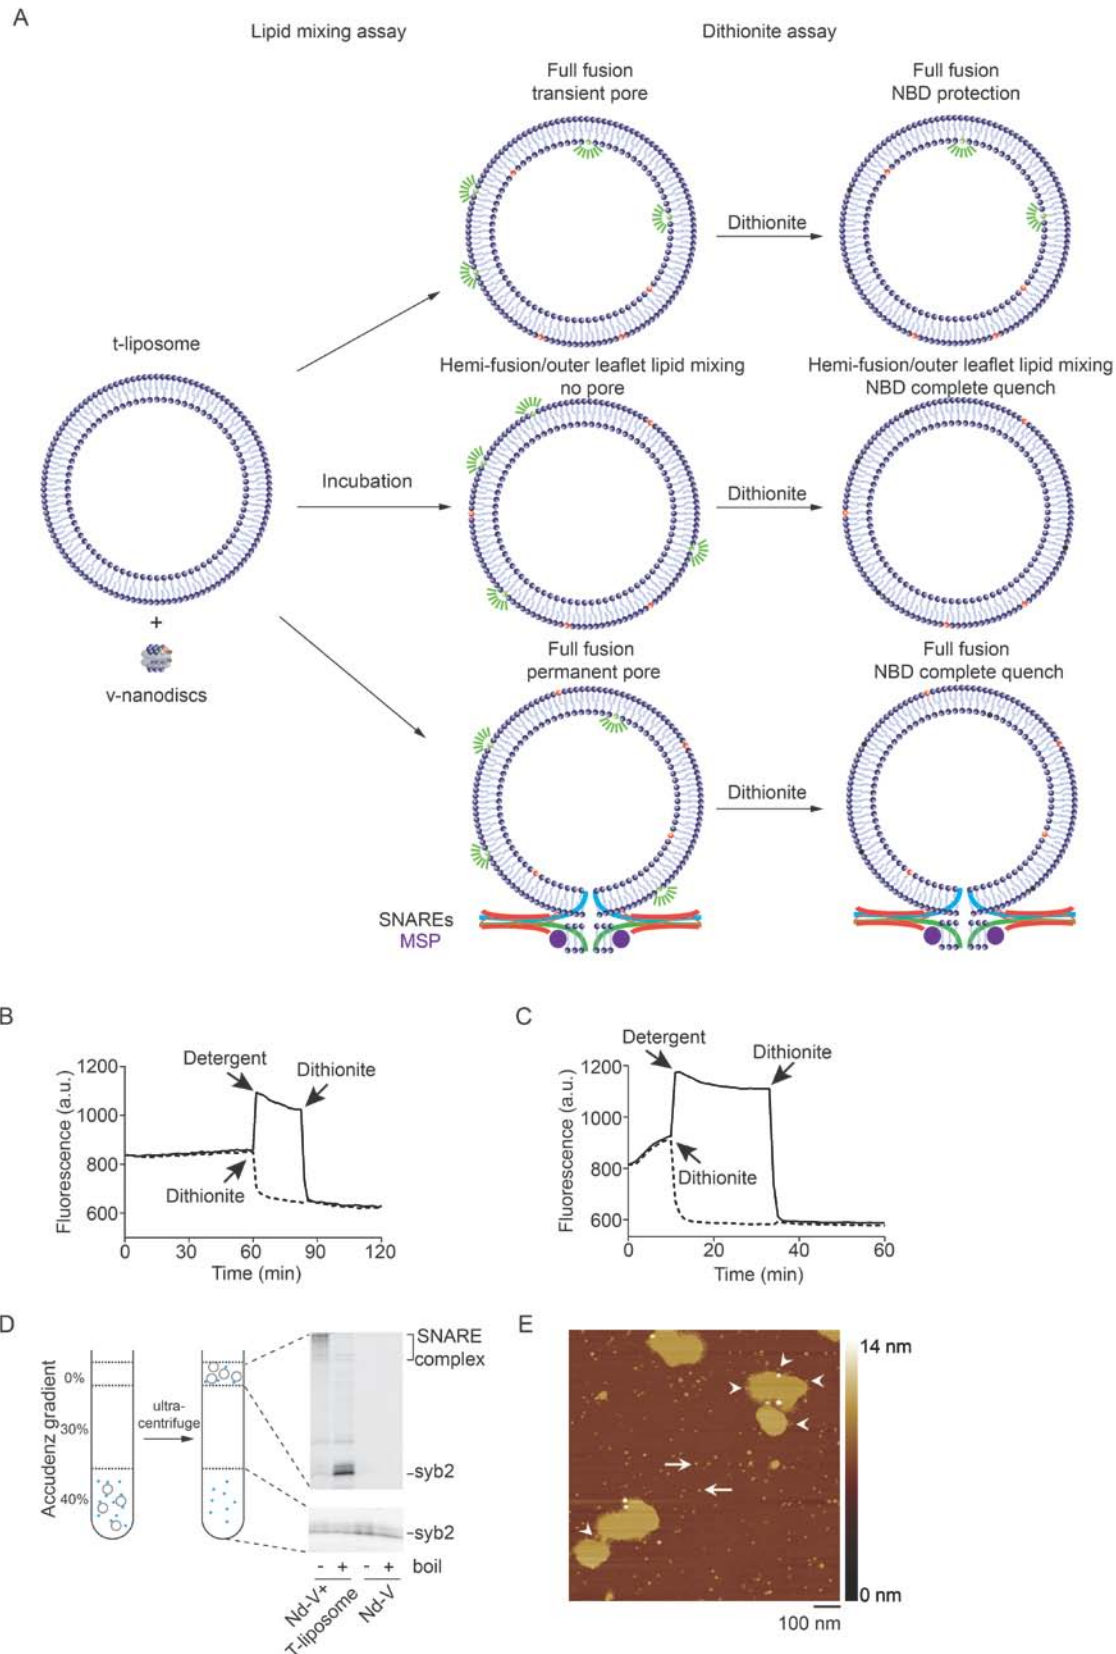 A
Lipid mixing assay
Dithionite assay
Full fusion
transient pore
Full fusion
NBD protection
Dithionite
t-liposome
+
v-nanodiscs
Incubation
Hemi-fusion/outer leaflet lipid mixing
no pore
Hemi-fusion/outer leaflet lipid mixing
NBD complete quench
Dithionite
Full fusion
permanent pore
Full fusion
NBD complete quench
Dithionite
SNAREs
MSP
B
Fluorescence (a.u.)
1200
1000
800
600
0
30
60
90
120
Time (min)
Detergent
Dithionite
Dithionite
C
Fluorescence (a.u.)
1200
1000
800
600
0
20
40
60
Time (min)
Detergent
Dithionite
Dithionite
D
Accudenz gradient
0%
30%
40%
ultra-
centrifuge
SNARE
complex
-syb2
-syb2
- + - + boil
Nd-V+
T-liposome
Nd-V
E
14 nm
0 nm
100 nm